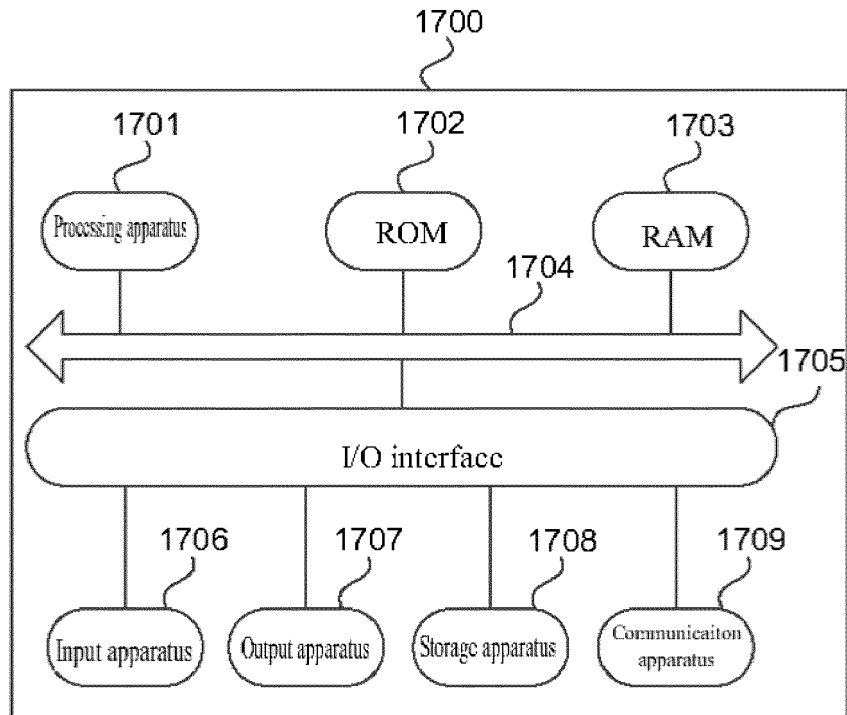 1700
1701
1702
1703
Processing apparatus
ROM
RAM
1704
1705
I/O interface
1706
1707
1708
1709
Input apparatus
Output apparatus
Storage apparatus
Communicaiton
apparatus